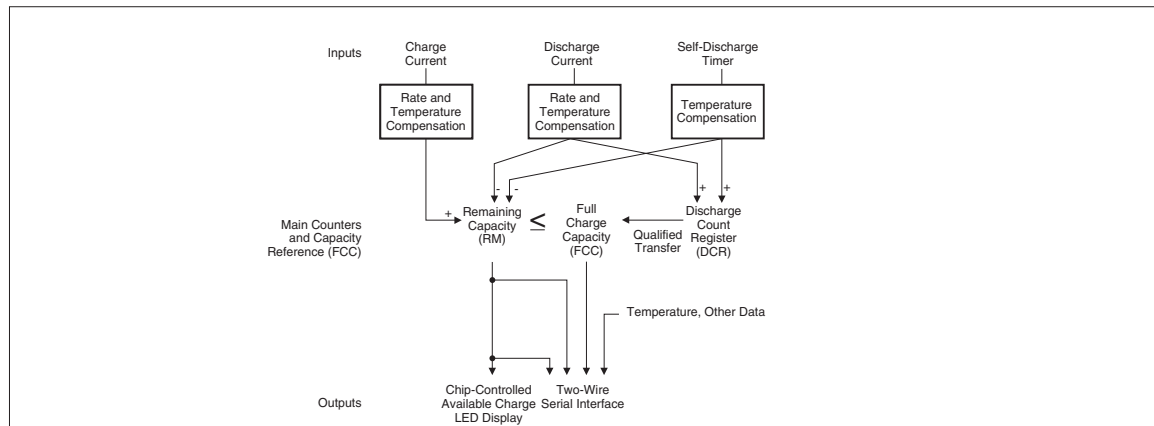 Inputs
Charge
Current
Discharge
Current
Self-Discharge
Timer
Rate and
Temperature
Compensation
Rate and
Temperature
Compensation
Temperature
Compensation
-
-
+
+
Main Counters
and Capacity
Reference (FCC)
+
Remaining
Capacity
(RM)
≤
Full
Charge
Capacity
(FCC)
Qualified
Transfer
Discharge
Count
Register
(DCR)
Temperature, Other Data
Outputs
Chip-Controlled
Available Charge
LED Display
Two-Wire
Serial Interface